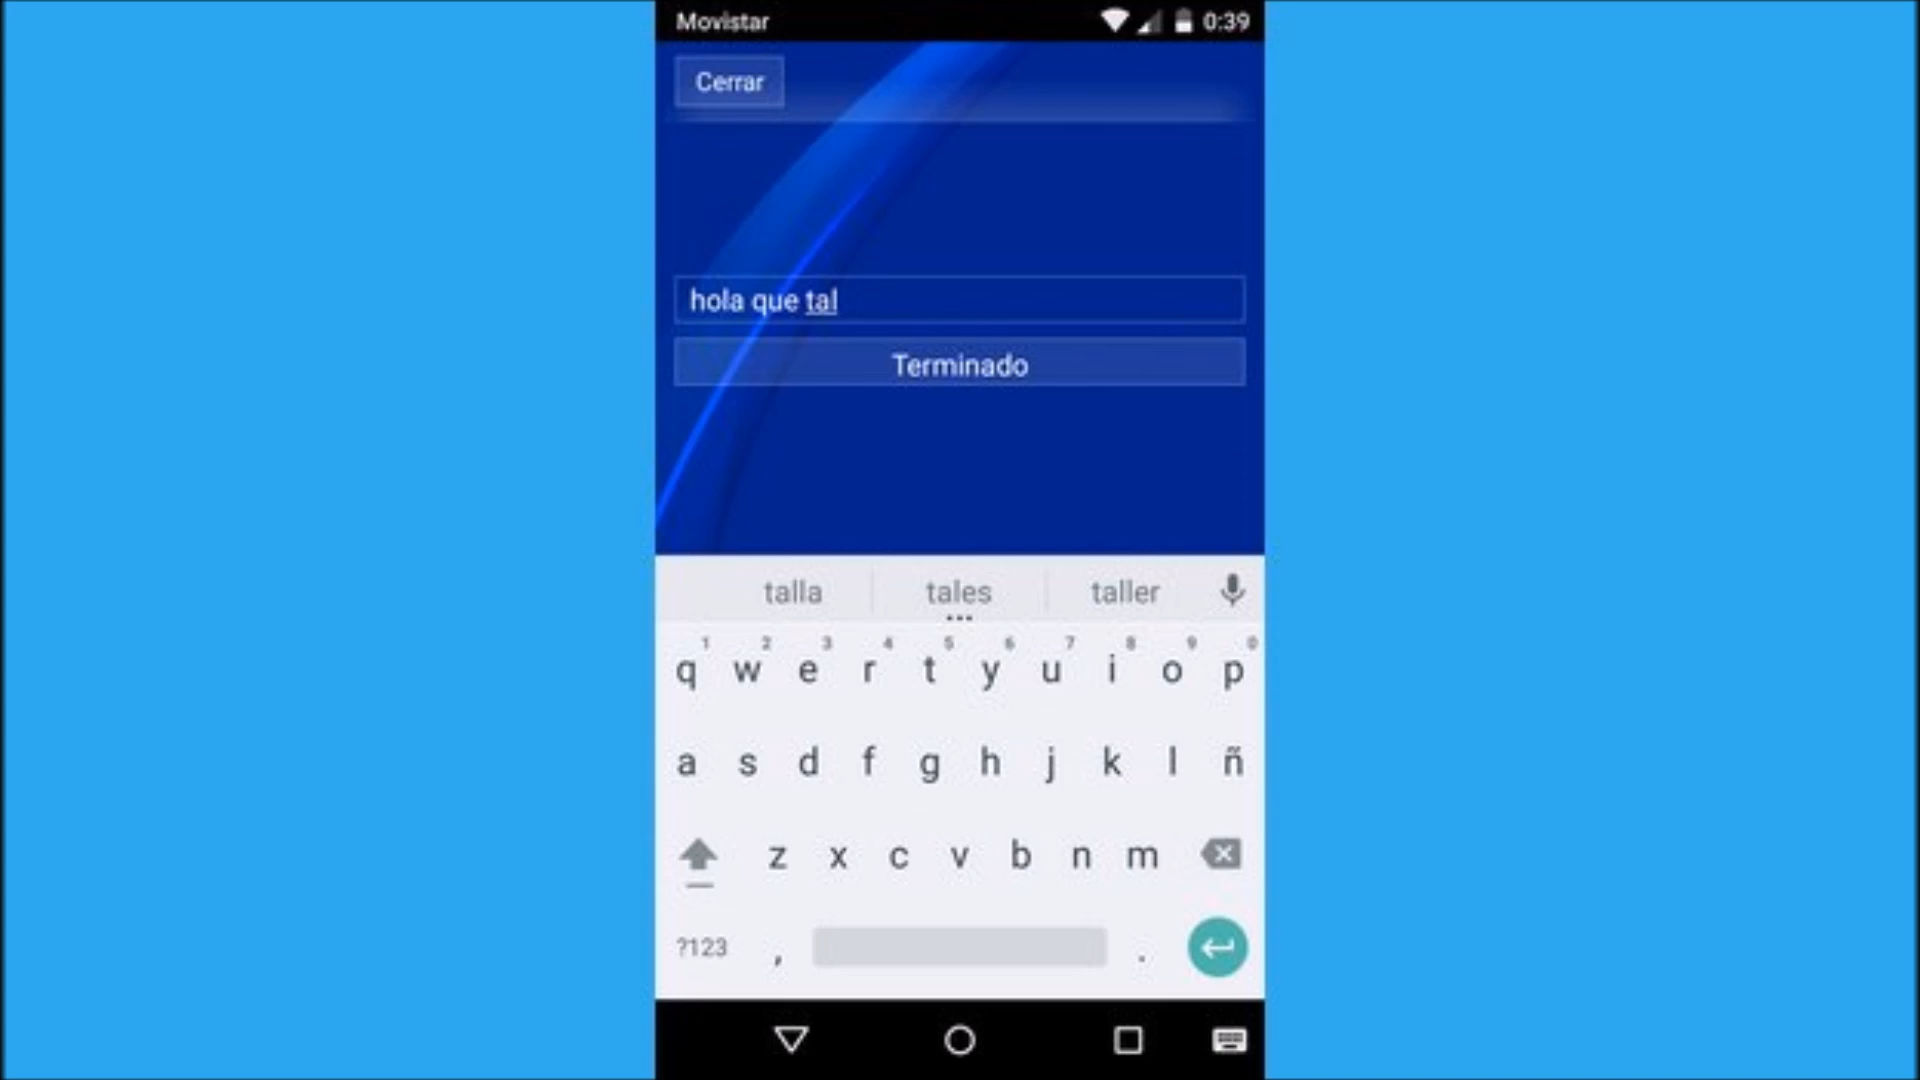 Movistar 0:39
Cerrar
hola que tal
Terminado
talla tales taller
1 2 3 4 5 6 7 8 9 0
q w e r t y u i o p
a s d f g h j k l ñ
z x c v b n m
?123 , .